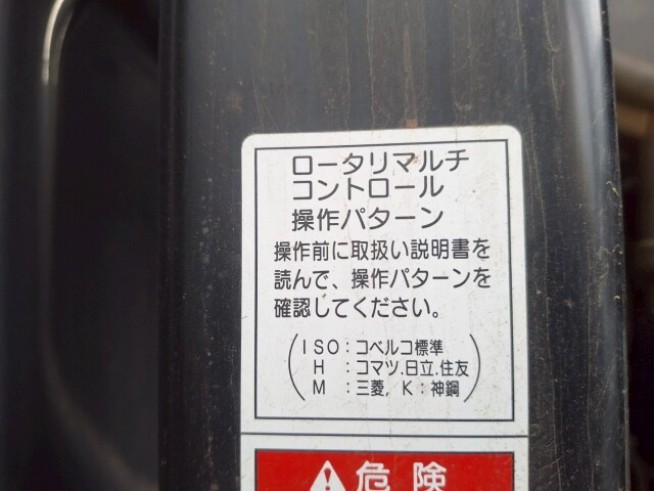 ロータリマルチ
コントロール
操作パターン
操作前に取扱い説明書を
読んで、操作パターンを
確認してください。
ISO:コベルコ標準
H:コマツ.日立.住友
M:三菱, K:神鋼
危険